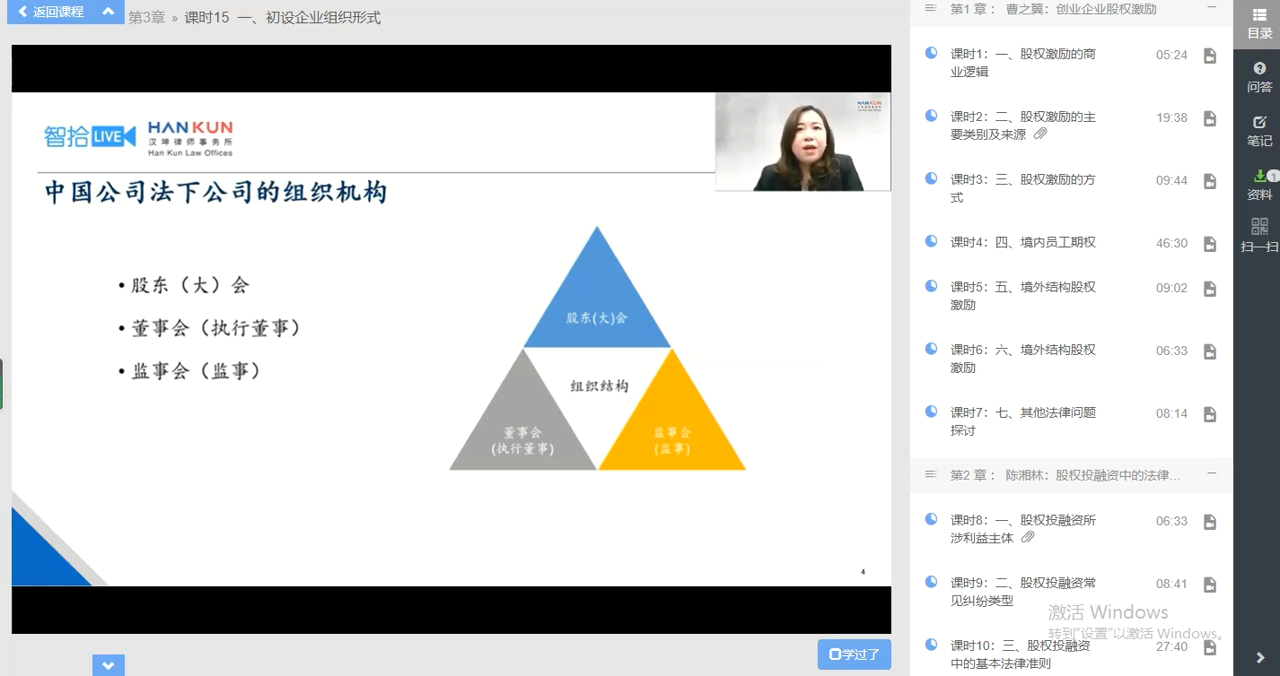 返回课程
第3章 » 课时15 一、初设企业组织形式
智拾 LIVE
HANKUN
汉坤律师事务所
Han Kun Law Offices
HANKUN
中国公司法下公司的组织机构
• 股东（大）会
• 董事会（执行董事）
• 监事会（监事）
股东(大)会
组织结构
董事会
(执行董事)
监事会
(监事)
4
学过了
第1章： 曹之翼：创业企业股权激励
课时1：一、股权激励的商
业逻辑
05:24
课时2：二、股权激励的主
要类别及来源
19:38
课时3：三、股权激励的方
式
09:44
课时4：四、境内员工期权
46:30
课时5：五、境外结构股权
激励
09:02
课时6：六、境外结构股权
激励
06:33
课时7：七、其他法律问题
探讨
08:14
第2章： 陈湘林：股权投融资中的法律...
课时8：一、股权投融资所
涉利益主体
06:33
课时9：二、股权投融资常
见纠纷类型
08:41
课时10：三、股权投融资
中的基本法律准则
27:40
激活 Windows
转到"设置"以激活 Windows。
目录
问答
笔记
1
资料
扫一扫